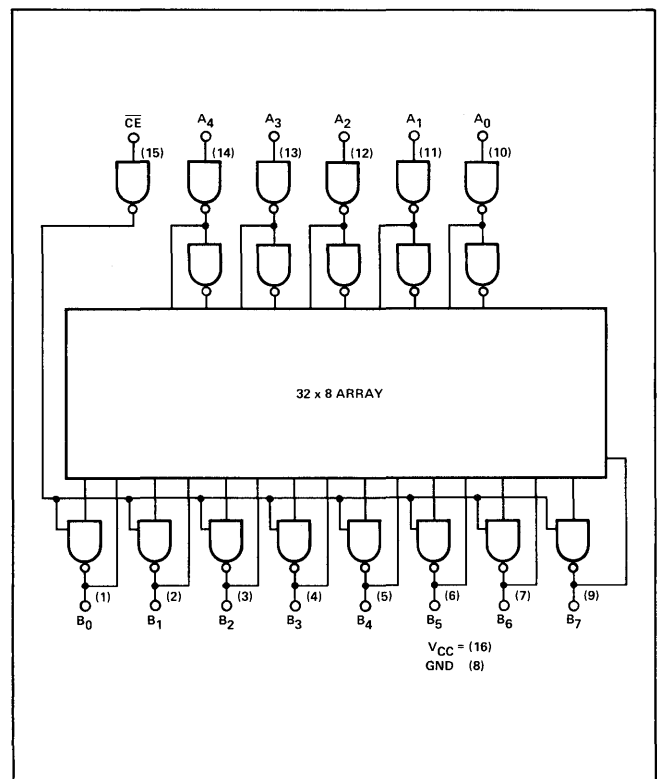 CE A4 A3 A2 A1 A0
(15) (14) (13) (12) (11) (10)
32 x 8 ARRAY
(1) (2) (3) (4) (5) (6) (7) (9)
B0 B1 B2 B3 B4 B5 B6 B7
VCC = (16)
GND (8)